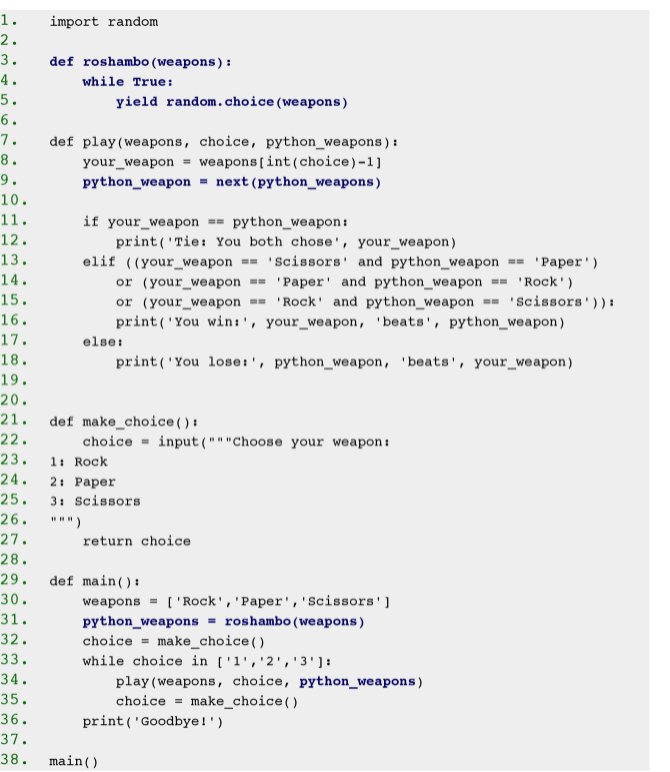 1.    import random
2.
3.    def roshambo(weapons):
4.        while True:
5.            yield random.choice(weapons)
6.
7.    def play(weapons, choice, python_weapons):
8.        your_weapon = weapons[int(choice)-1]
9.        python_weapon = next(python_weapons)
10.
11.        if your_weapon == python_weapon:
12.            print('Tie: You both chose', your_weapon)
13.        elif ((your_weapon == 'Scissors' and python_weapon == 'Paper')
14.            or (your_weapon == 'Paper' and python_weapon == 'Rock')
15.            or (your_weapon == 'Rock' and python_weapon == 'Scissors')):
16.            print('You win:', your_weapon, 'beats', python_weapon)
17.        else:
18.            print('You lose:', python_weapon, 'beats', your_weapon)
19.
20.
21.    def make_choice():
22.        choice = input("""Choose your weapon:
23.    1: Rock
24.    2: Paper
25.    3: Scissors
26.    """)
27.        return choice
28.
29.    def main():
30.        weapons = ['Rock','Paper','Scissors']
31.        python_weapons = roshambo(weapons)
32.        choice = make_choice()
33.        while choice in ['1','2','3']:
34.            play(weapons, choice, python_weapons)
35.            choice = make_choice()
36.        print('Goodbye!')
37.
38.    main()